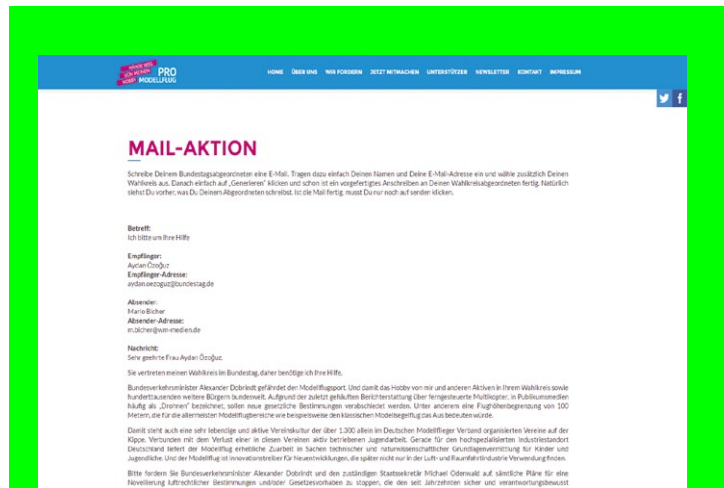 HÄNDE WEG
VON MEINEM
HOBBY
PRO
MODELLFLUG
HOME ÜBER UNS WIR FORDERN JETZT MITMACHEN UNTERSTÜTZER NEWSLETTER KONTAKT IMPRESSUM
MAIL-AKTION
Schreibe Deinem Bundestagsabgeordneten eine E-Mail. Tragen dazu einfach Deinen Namen und Deine E-Mail-Adresse ein und wähle zusätzlich Deinen
Wahlkreis aus. Danach einfach auf „Generieren" klicken und schon ist ein vorgefertigtes Anschreiben an Deinen Wahlkreisabgeordneten fertig. Natürlich
siehst Du vorher, was Du Deinem Abgeordneten schreibst. Ist die Mail fertig, musst Du nur noch auf senden klicken.
Betreff:
Ich bitte um Ihre Hilfe
Empfänger:
Aydan Özoğuz
Empfänger-Adresse:
aydan.oezoguz@bundestag.de
Absender:
Mario Bicher
Absender-Adresse:
m.bicher@wm-medien.de
Nachricht:
Sehr geehrte Frau Aydan Özoğuz,
Sie vertreten meinen Wahlkreis im Bundestag, daher benötige ich Ihre Hilfe.
Bundesverkehrsminister Alexander Dobrindt gefährdet den Modellflugsport. Und damit das Hobby von mir und anderen Aktiven in Ihrem Wahlkreis sowie
hunderttausenden weitere Bürgern bundesweit. Aufgrund der zuletzt gehäuften Berichterstattung über ferngesteuerte Multikopter, in Publikumsmedien
häufig als „Drohnen" bezeichnet, sollen neue gesetzliche Bestimmungen verabschiedet werden. Unter anderem eine Flughöhenbegrenzung von 100
Metern, die für die allermeisten Modellflugbereiche wie beispielsweise den klassischen Modellsegelflug das Aus bedeuten würde.
Damit steht auch eine sehr lebendige und aktive Vereinskultur der über 1.300 allein im Deutschen Modellflieger Verband organisierten Vereine auf der
Kippe. Verbunden mit dem Verlust einer in diesen Vereinen aktiv betriebenen Jugendarbeit. Gerade für den hochspezialisierten Industriestandort
Deutschland liefert der Modellflug erhebliche Zuarbeit in Sachen technischer und naturwissenschaftlicher Grundlagenvermittlung für Kinder und
Jugendliche. Und der Modellflug ist Innovationstreiber für Neuentwicklungen, die später nicht nur in der Luft- und Raumfahrtindustrie Verwendung finden.
Bitte fordern Sie Bundesverkehrsminister Alexander Dobrindt und den zuständigen Staatssekretär Michael Odenwald auf, sämtliche Pläne für eine
Novellierung luftrechtlicher Bestimmungen und/oder Gesetzesvorhaben zu stoppen, die den seit Jahrzehnten sicher und verantwortungsbewusst